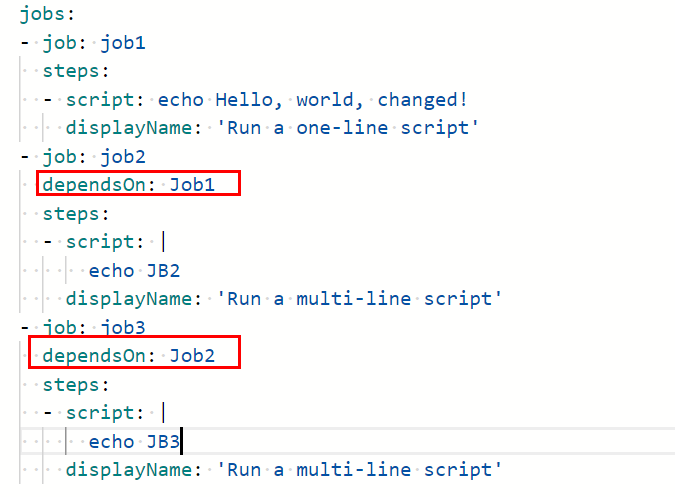 jobs:
- job: job1
  steps:
  - script: echo Hello, world, changed!
    displayName: 'Run a one-line script'
- job: job2
  dependsOn: Job1
  steps:
  - script: |
      echo JB2
    displayName: 'Run a multi-line script'
- job: job3
  dependsOn: Job2
  steps:
  - script: |
      echo JB3
    displayName: 'Run a multi-line script'